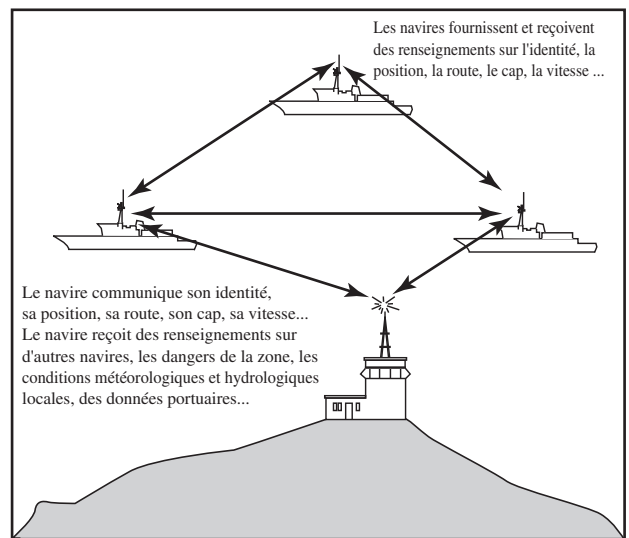 Les navires fournissent et reçoivent
des renseignements sur l'identité, la
position, la route, le cap, la vitesse ...
Le navire communique son identité,
sa position, sa route, son cap, sa vitesse...
Le navire reçoit des renseignements sur
d'autres navires, les dangers de la zone, les
conditions météorologiques et hydrologiques
locales, des données portuaires...